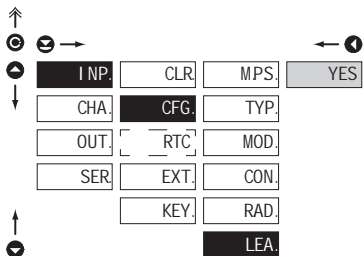 INP. CLR. MPS. YES
CHA. CFG. TYP.
OUT. RTC MOD.
SER. EXT. CON.
KEY. RAD.
LEA.